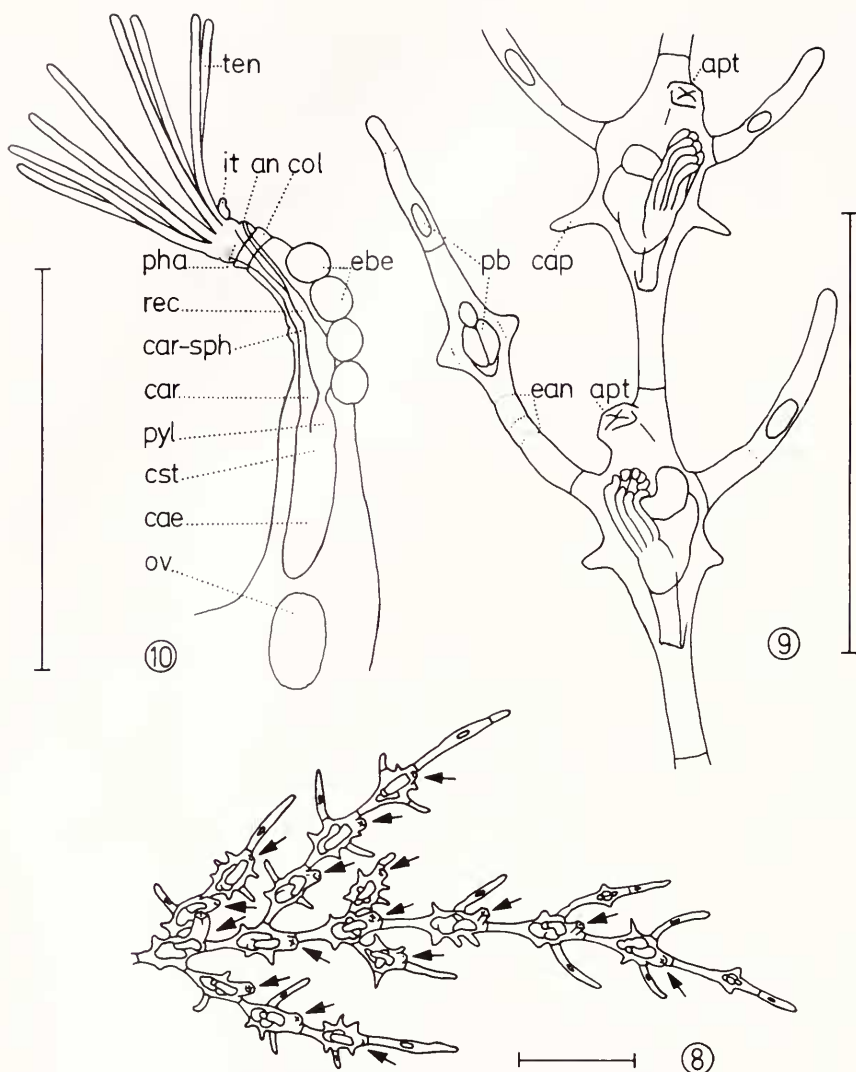 ten
apt
it an col
pha
ebe
pb cap
rec
car-sph
car
ean apt
pyl
cst
cae
ov
10
9
8